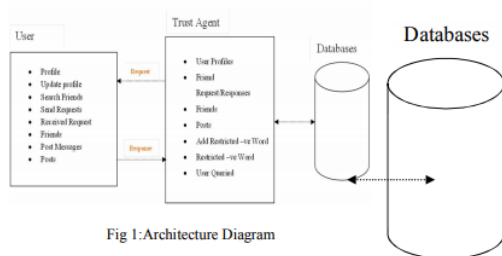 User
• Profile
• Update profile
• Search Friends
• Send Requests
• Received Request
• Friends
• Post Messages
• Posts
Request
Response
Trust Agent
• User Profiles
• Friend
Request/Responses
• Friends
• Posts
• Add Restricted –ve Word
• Restricted –ve Word
• User Queried
Databases
Databases
Fig 1:Architecture Diagram